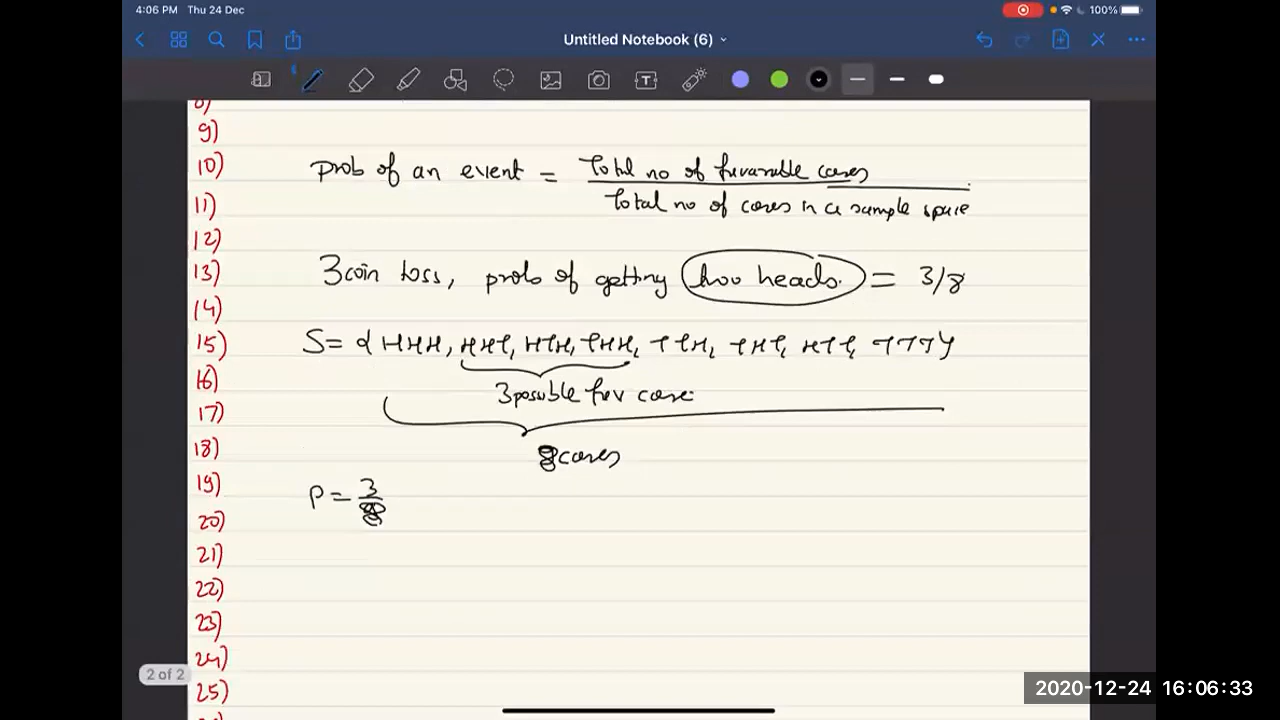 4:06 PM Thu 24 Dec
100%
Untitled Notebook (6)
8)
9)
10) prob of an event = Total no of favarable cases
11) Total no of cases in a sample space
12)
13) 3 coin toss, prob of getting two heads. = 3/8
14)
15) S = { HHH, HHT, HTH, THH, TTH, THT, HTT, TTT }
16) 3 possible fav case
17)
18) 8 cases
19) P = 3
20) 8
21)
22)
23)
24)
25)
2 of 2
2020-12-24 16:06:33